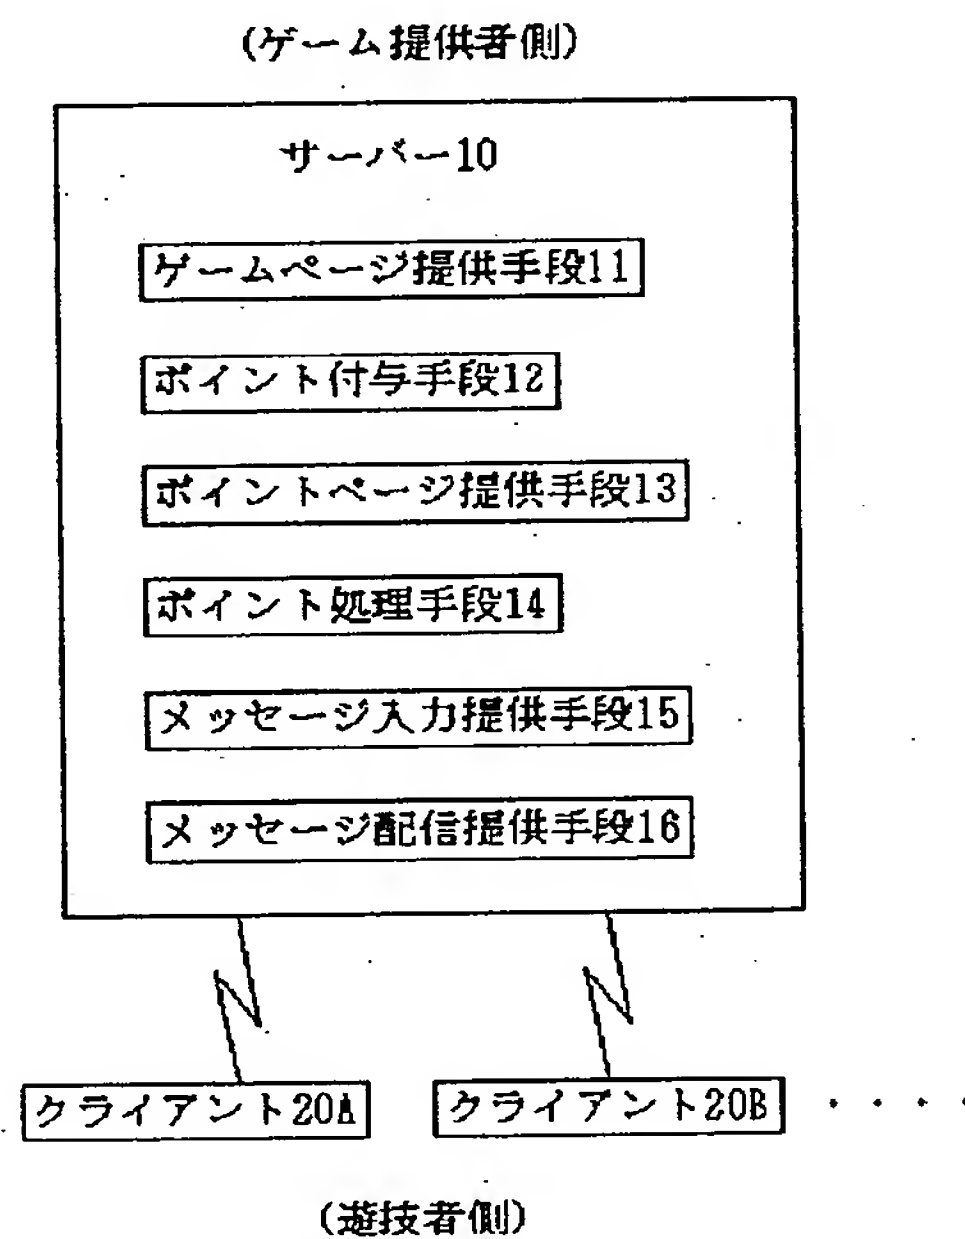 (ゲーム提供者側)
サーバー10
ゲームページ提供手段11
ポイント付与手段12
ポイントページ提供手段13
ポイント処理手段14
メッセージ入力提供手段15
メッセージ配信提供手段16
クライアント20A クライアント20B ・・・・
(遊技者側)